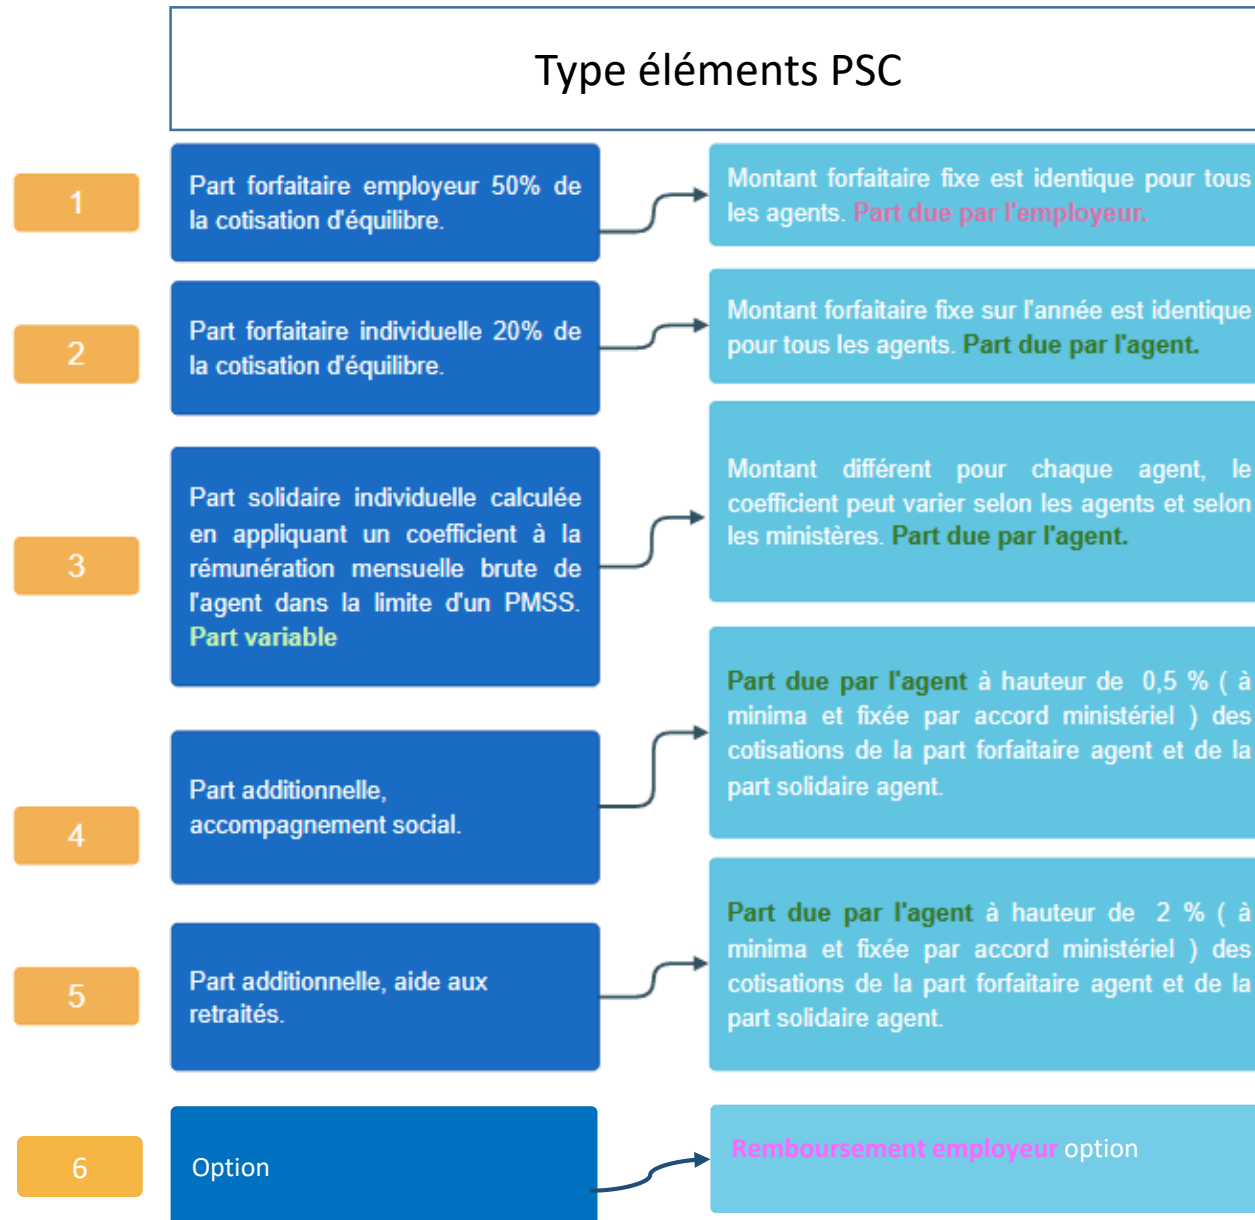 Type éléments PSC
1
Part forfaitaire employeur 50% de
la cotisation d'équilibre.
Montant forfaitaire fixe est identique pour tous
les agents. Part due par l'employeur.
2
Part forfaitaire individuelle 20% de
la cotisation d'équilibre.
Montant forfaitaire fixe sur l'année est identique
pour tous les agents. Part due par l'agent.
3
Part solidaire individuelle calculée
en appliquant un coefficient à la
rémunération mensuelle brute de
l'agent dans la limite d'un PMSS.
Part variable
Montant différent pour chaque agent, le
coefficient peut varier selon les agents et selon
les ministères. Part due par l'agent.
4
Part additionnelle,
accompagnement social.
Part due par l'agent à hauteur de 0,5 % ( à
minima et fixée par accord ministériel ) des
cotisations de la part forfaitaire agent et de la
part solidaire agent.
5
Part additionnelle, aide aux
retraités.
Part due par l'agent à hauteur de 2 % ( à
minima et fixée par accord ministériel ) des
cotisations de la part forfaitaire agent et de la
part solidaire agent.
6
Option
Remboursement employeur option